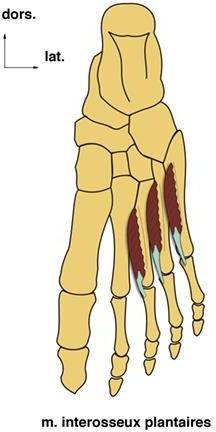 dors.
lat.
m. interosseux plantaires